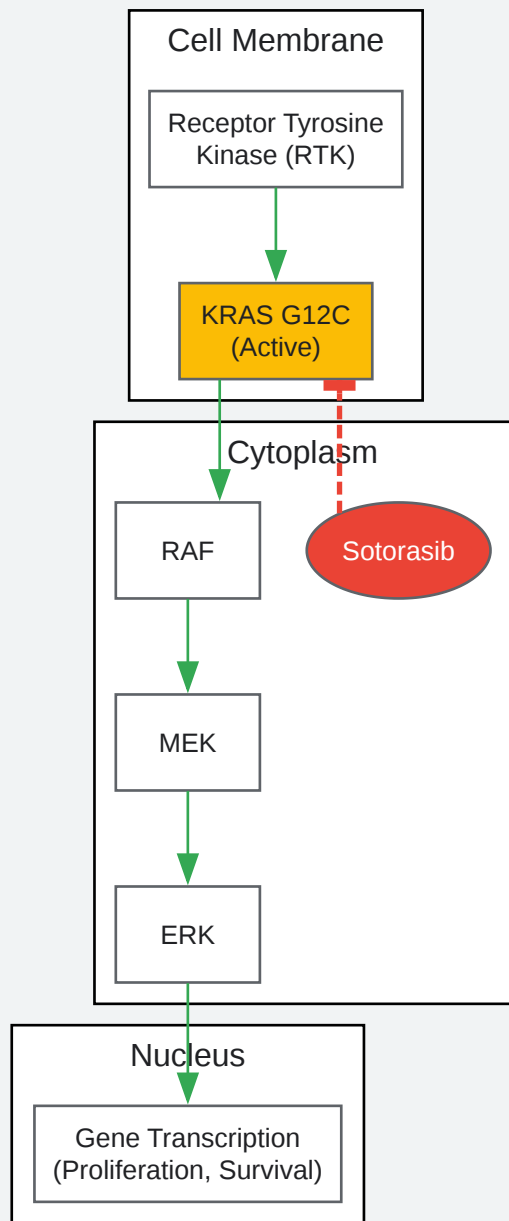 Cell Membrane
Receptor Tyrosine
Kinase (RTK)
KRAS G12C
(Active)
Cytoplasm
RAF
Sotorasib
MEK
ERK
Nucleus
Gene Transcription
(Proliferation, Survival)